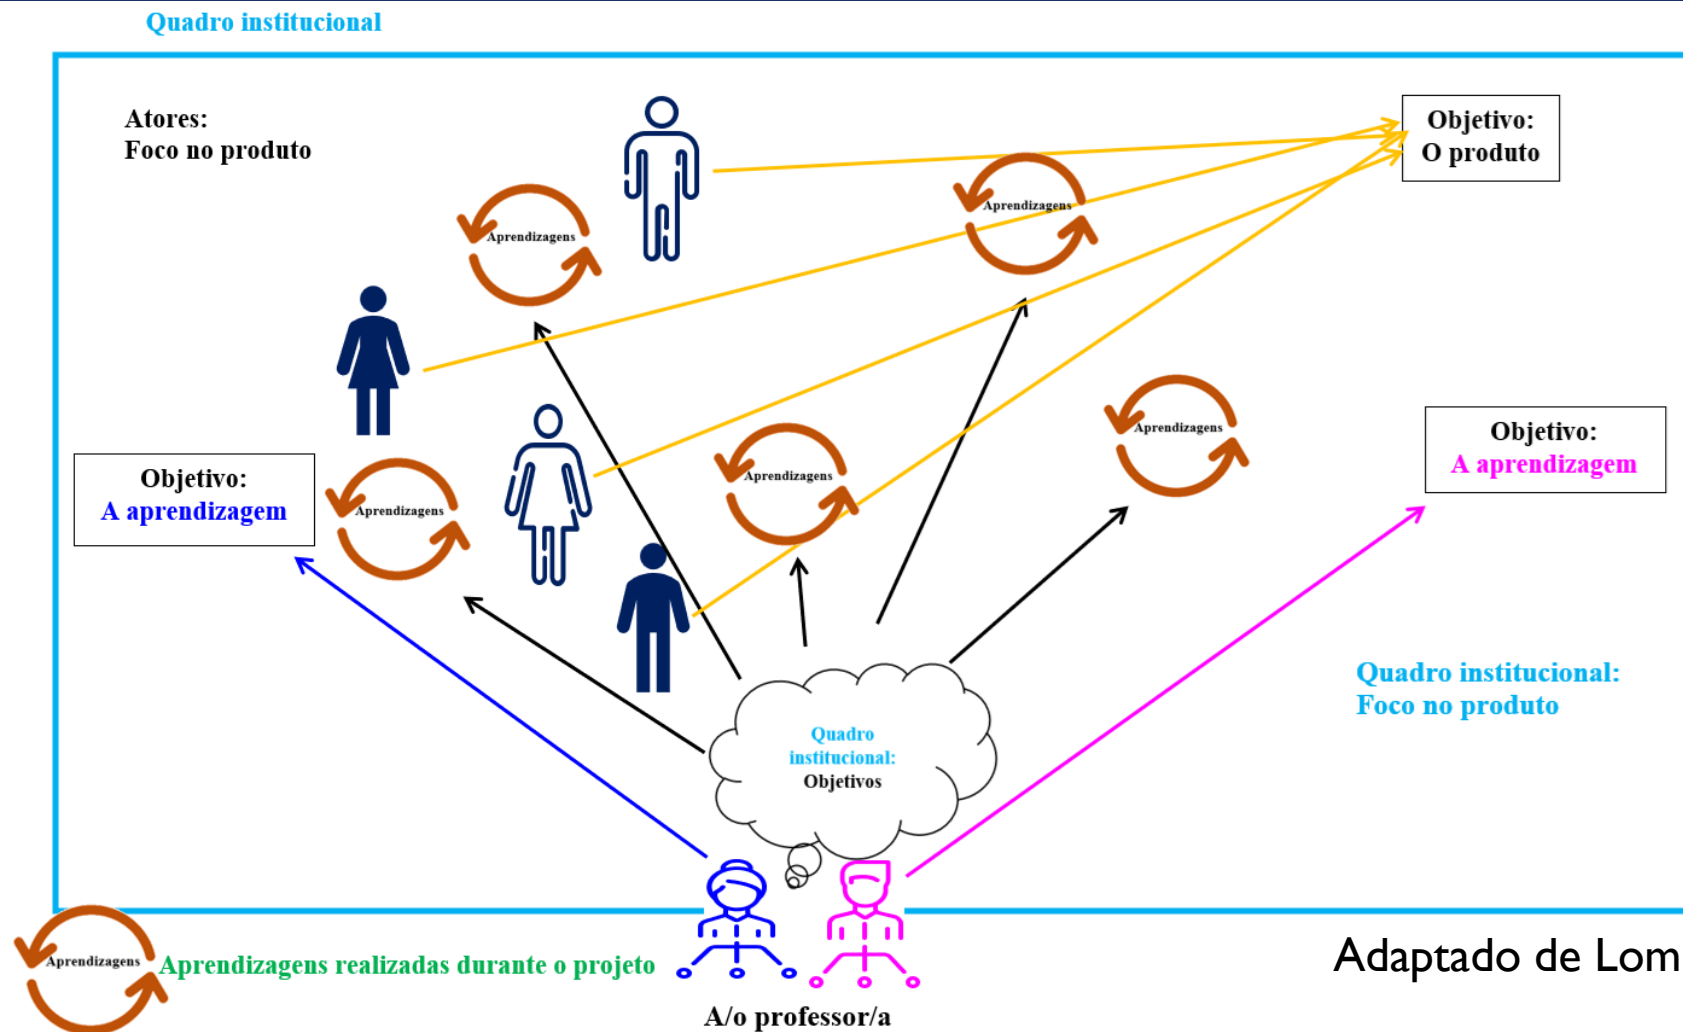 Quadro institucional
Atores:
Foco no produto
Objetivo:
O produto
Aprendizagens
Aprendizagens
Aprendizagens
Objetivo:
A aprendizagem
Objetivo:
A aprendizagem
Aprendizagens
Aprendizagens
Quadro institucional:
Foco no produto
Quadro
institucional:
Objetivos
Aprendizagens
Aprendizagens realizadas durante o projeto
Adaptado de Lom
A/o professor/a